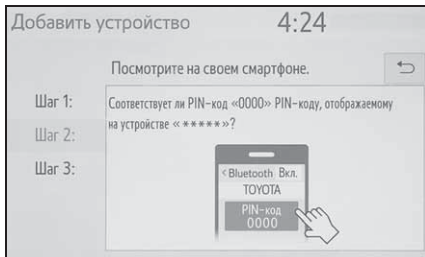 Добавить устройство 4:24
Посмотрите на своем смартфоне.
Шаг 1:
Шаг 2:
Шаг 3:
Соответствует ли PIN-код «0000» PIN-коду, отображаемому
на устройстве «*****»?
< Bluetooth Вкл.
TOYOTA
PIN-код
0000